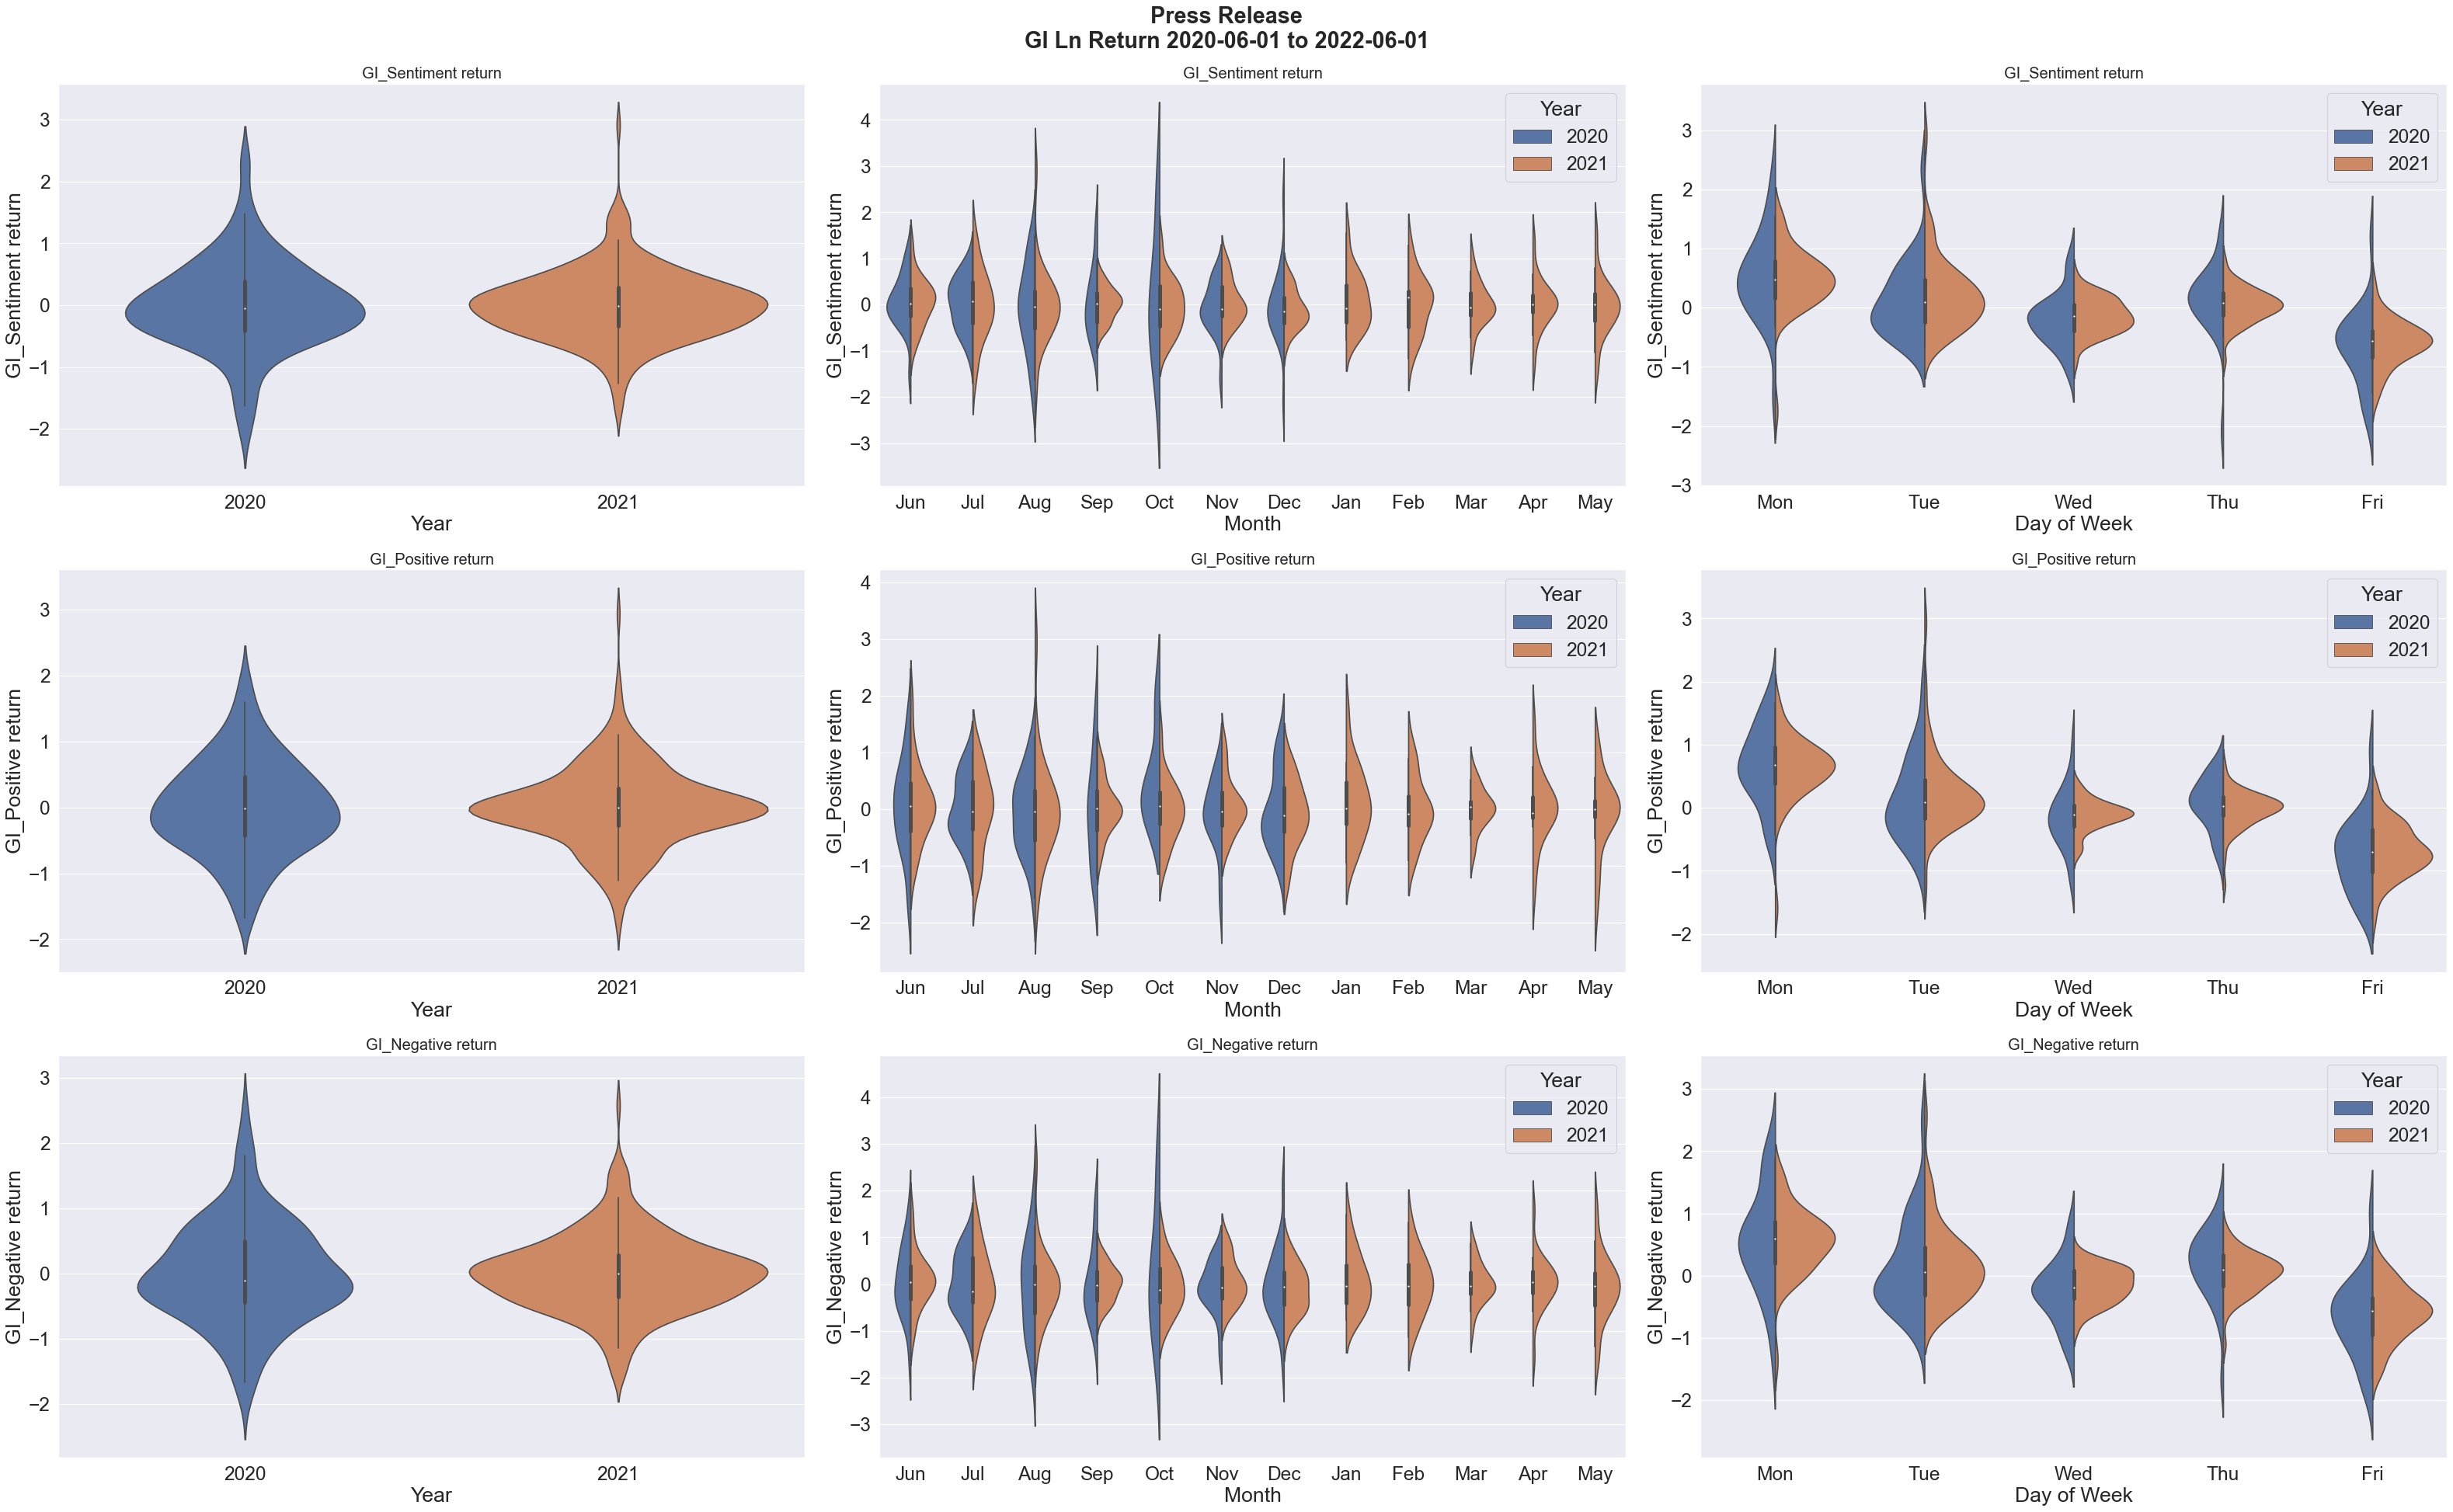 Press Release
GI Ln Return 2020-06-01 to 2022-06-01
GI_Sentiment return
GI_Sentiment return
3
2
1
0
−1
−2
2020
2021
Year
GI_Sentiment return
GI_Sentiment return
4
3
2
1
0
−1
−2
−3
Year
2020
2021
Jun Jul Aug Sep Oct Nov Dec Jan Feb Mar Apr May
Month
GI_Sentiment return
GI_Sentiment return
3
2
1
0
−1
−2
−3
Year
2020
2021
Mon Tue Wed Thu Fri
Day of Week
GI_Positive return
GI_Positive return
3
2
1
0
−1
−2
2020
2021
Year
GI_Positive return
GI_Positive return
4
3
2
1
0
−1
−2
Year
2020
2021
Jun Jul Aug Sep Oct Nov Dec Jan Feb Mar Apr May
Month
GI_Positive return
GI_Positive return
3
2
1
0
−1
−2
Year
2020
2021
Mon Tue Wed Thu Fri
Day of Week
GI_Negative return
GI_Negative return
3
2
1
0
−1
−2
2020
2021
Year
GI_Negative return
GI_Negative return
4
3
2
1
0
−1
−2
−3
Year
2020
2021
Jun Jul Aug Sep Oct Nov Dec Jan Feb Mar Apr May
Month
GI_Negative return
GI_Negative return
3
2
1
0
−1
−2
Year
2020
2021
Mon Tue Wed Thu Fri
Day of Week